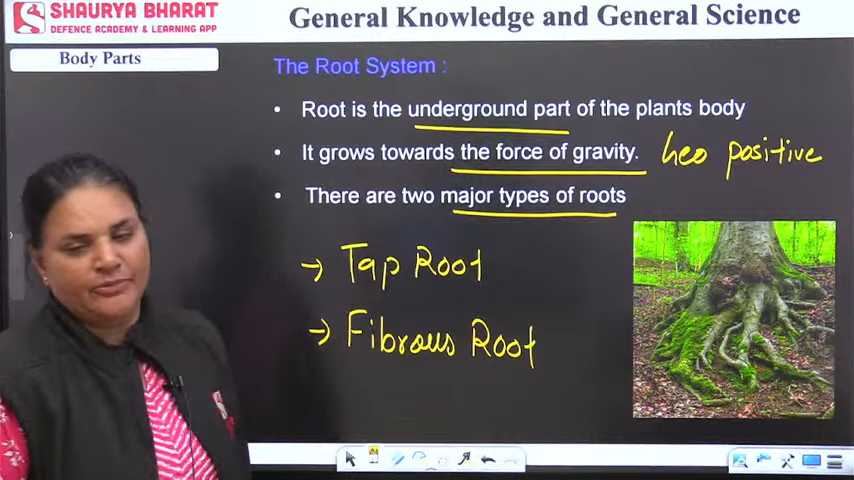 SHAURYA BHARAT
DEFENCE ACADEMY & LEARNING APP
General Knowledge and General Science
Body Parts
The Root System :
• Root is the underground part of the plants body
• It grows towards the force of gravity. Geo positive
• There are two major types of roots
→ Tap Root
→ Fibrous Root